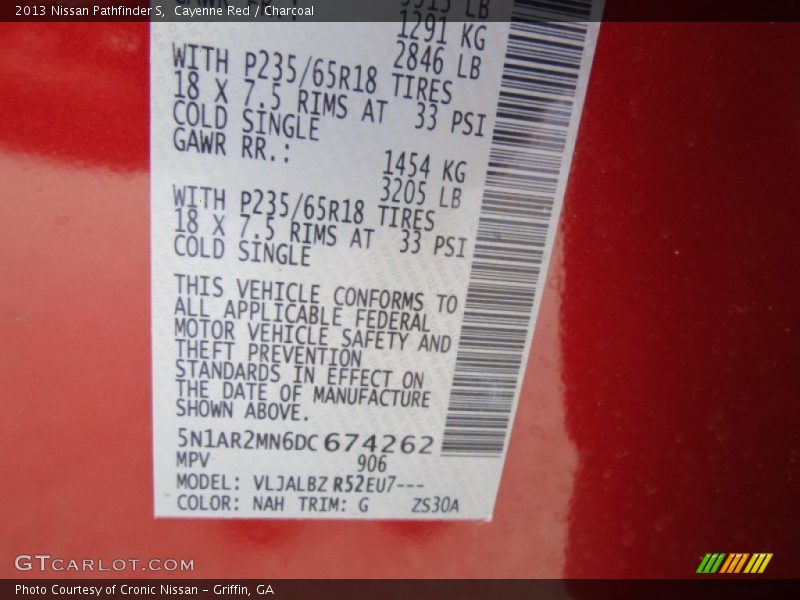 2013 Nissan Pathfinder S, Cayenne Red / Charcoal
1291 KG
2846 LB
WITH P235/65R18 TIRES
18 X 7.5 RIMS AT 33 PSI
COLD SINGLE
GAWR RR.:
1454 KG
3205 LB
WITH P235/65R18 TIRES
18 X 7.5 RIMS AT 33 PSI
COLD SINGLE
THIS VEHICLE CONFORMS TO
ALL APPLICABLE FEDERAL
MOTOR VEHICLE SAFETY AND
THEFT PREVENTION
STANDARDS IN EFFECT ON
THE DATE OF MANUFACTURE
SHOWN ABOVE.
5N1AR2MN6DC674262
MPV 906
MODEL: VLJALBZ R52EU7---
COLOR: NAH TRIM: G ZS30A
GTCARLOT.COM
Photo Courtesy of Cronic Nissan - Griffin, GA